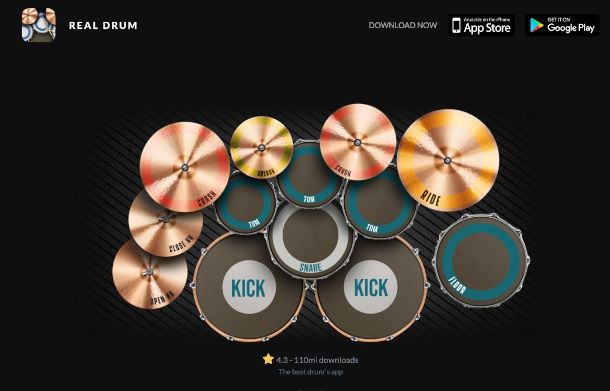 REAL DRUM
DOWNLOAD NOW
Available on the iPhone
App Store
GET IT ON
Google Play
CRASH
SPLASH
CRASH
RIDE
TOM
TOM
TOM
CLOSE HH
SNARE
OPEN HH
KICK
KICK
FLOOR
4.3 - 110mi downloads
The best drum's app